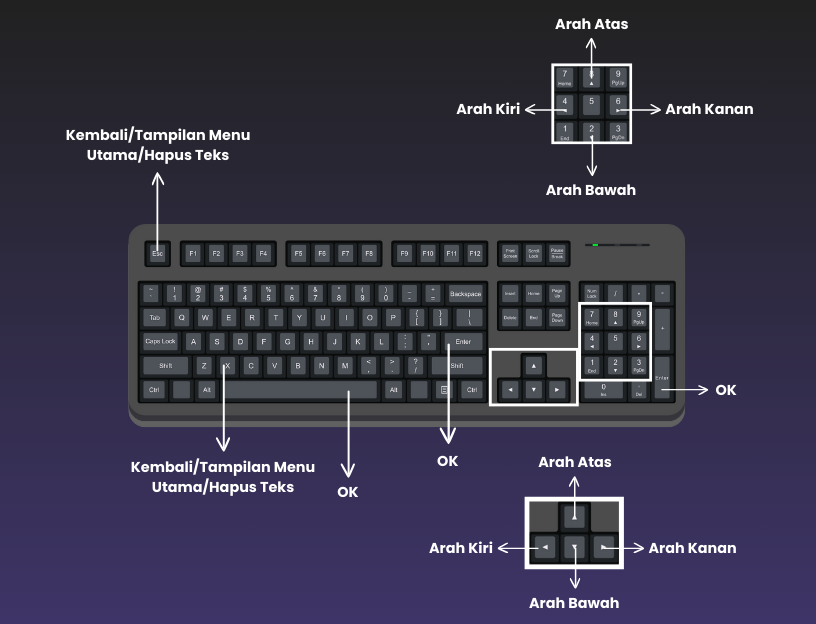 Arah Atas
7 8 9
Home ▲ PgUp
Arah Kiri
4 5 6
Arah Kanan
1 2 3
End PgDn
Arah Bawah
Kembali/Tampilan Menu
Utama/Hapus Teks
Esc F1 F2 F3 F4 F5 F6 F7 F8 F9 F10 F11 F12 Print Screen Scroll Lock Pause Break
~ ! @ # $ % ^ & * ( ) _ +
` 1 2 3 4 5 6 7 8 9 0 - = Backspace Insert Home Page Up Num Lock / * -
Tab Q W E R T Y U I O P { [ } ] | \ Delete End Page Down 7 Home 8 ▲ 9 PgUp +
Caps Lock A S D F G H J K L : ; " ' Enter 4 ◄ 5 6 ►
Shift Z X C V B N M < , > . ? / Shift ▲ 1 End 2 ▼ 3 PgDn Enter
Ctrl Alt Alt Ctrl ◄ ▼ ► 0 Ins . Del
OK
OK
OK
Kembali/Tampilan Menu
Utama/Hapus Teks
Arah Atas
▲
Arah Kiri
◄ ▼ ►
Arah Kanan
Arah Bawah